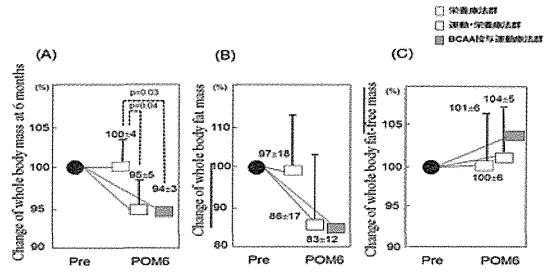 栄養療法群
運動・栄養療法群
BCAA投与運動療法群
(A)
(B)
(C)
(%)
(%)
(%)
p=0.03
p=0.04
100±4
95±5
94±3
97±18
86±17
83±12
101±6
104±5
100±6
105
100
95
90
110
100
90
80
105
100
95
90
Change of whole body mass at 6 months
Change of whole body fat mass
Change of whole body fat-free mass
Pre
POM6
Pre
POM6
Pre
POM6